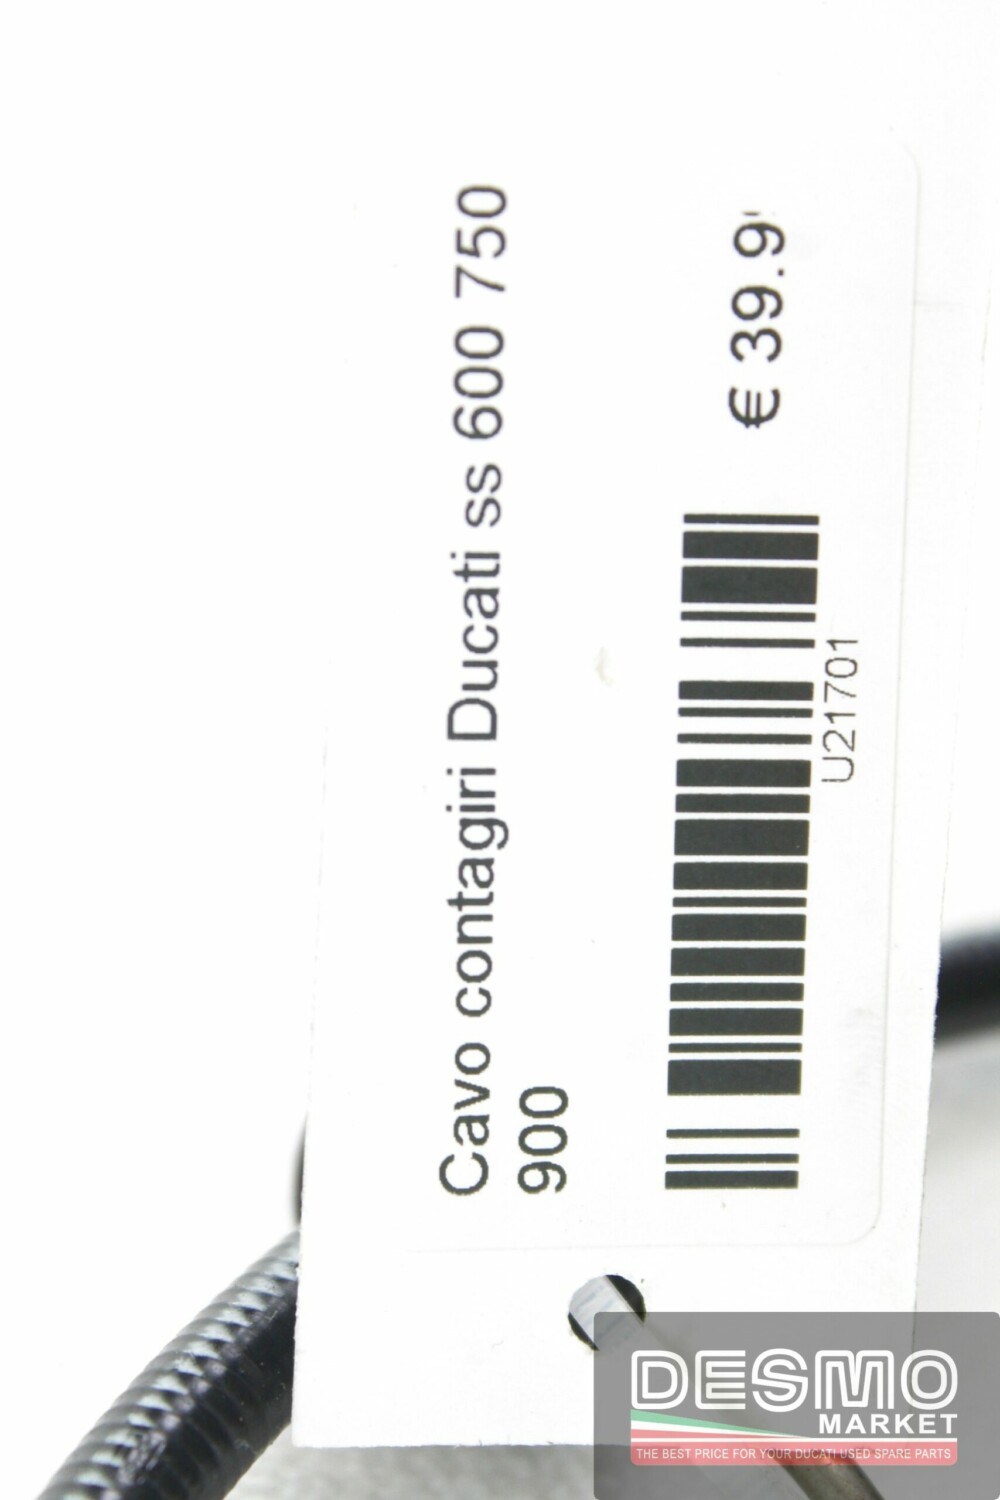 Cavo contagiri Ducati ss 600 750
900
€ 39.9
U21701
DESMO
MARKET
THE BEST PRICE FOR YOUR DUCATI USED SPARE PARTS